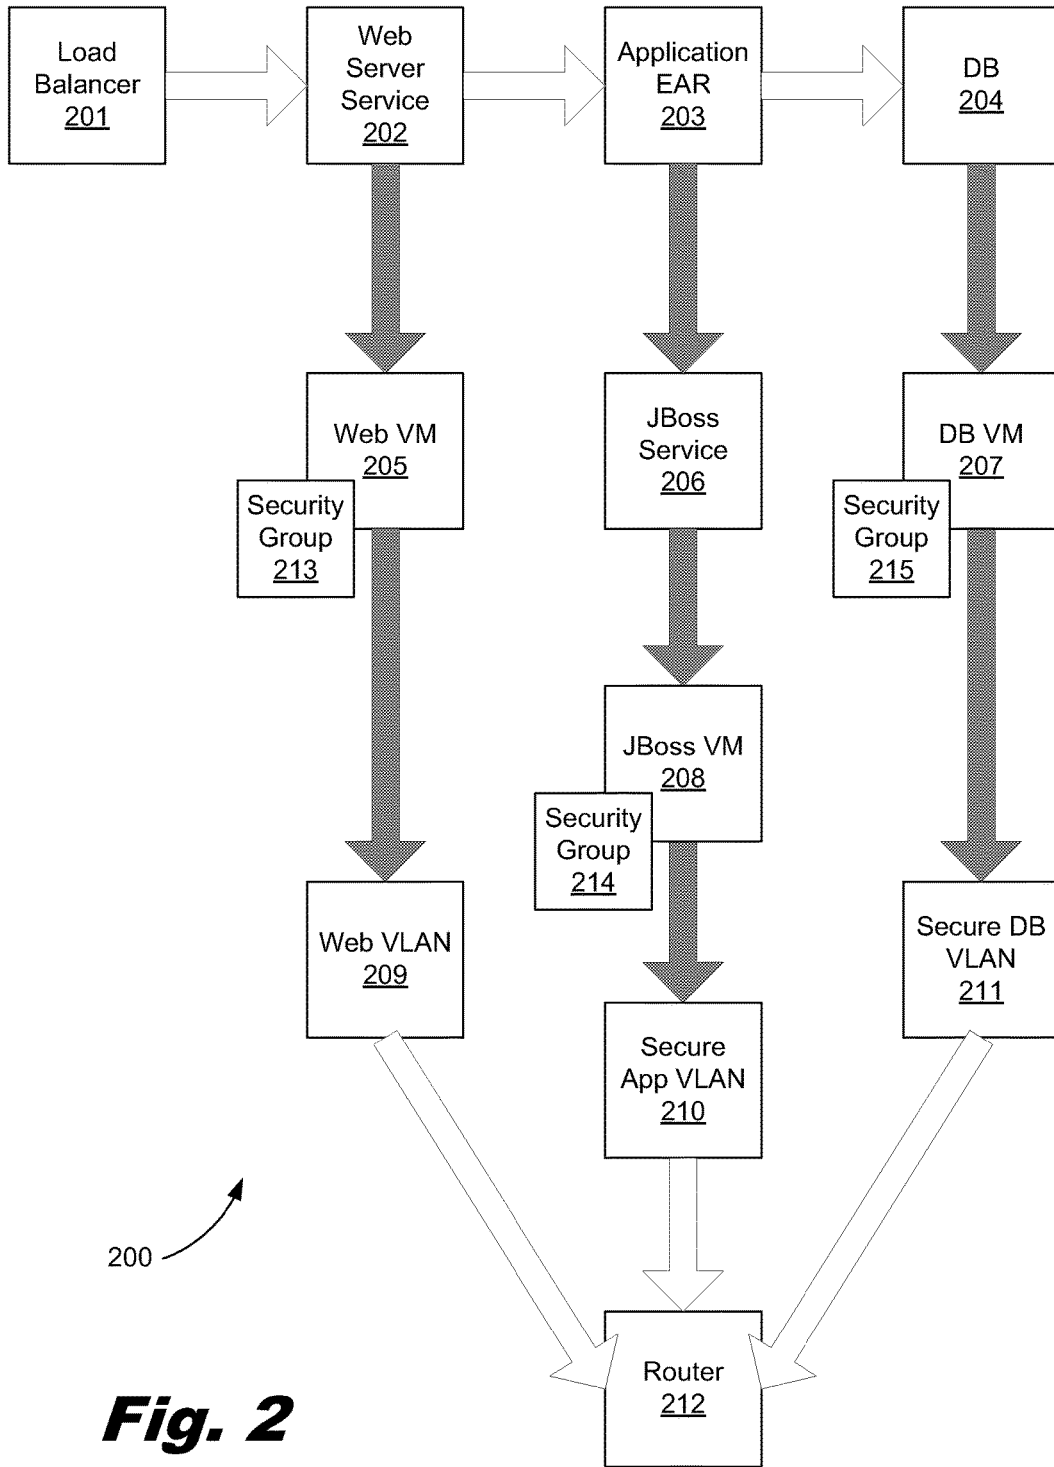 Load
Balancer
201
Web
Server
Service
202
Application
EAR
203
DB
204
Web VM
205
Security
Group
213
JBoss
Service
206
DB VM
207
Security
Group
215
JBoss VM
208
Security
Group
214
Web VLAN
209
Secure DB
VLAN
211
Secure
App VLAN
210
200
Router
212
Fig. 2